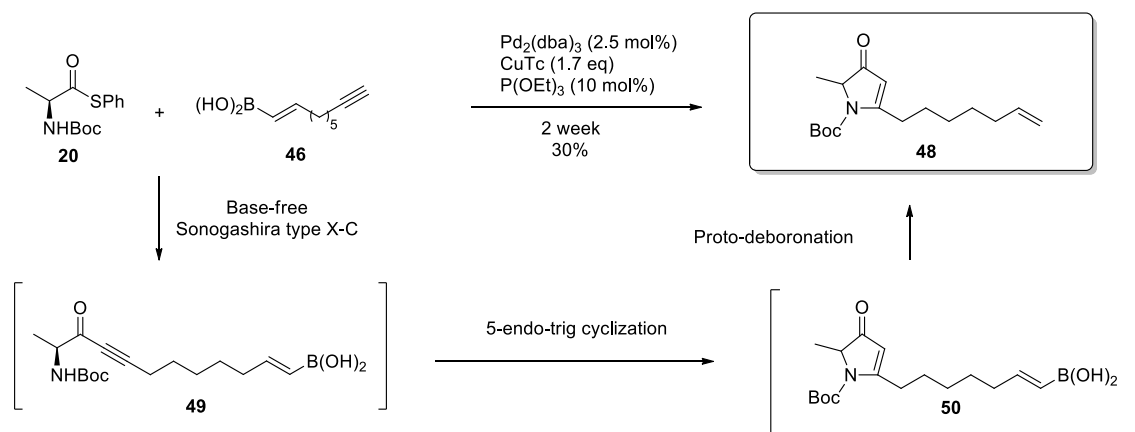 O
SPh
NHBoc
20
+
(HO)₂B
5
46
Pd₂(dba)₃ (2.5 mol%)
CuTc (1.7 eq)
P(OEt)₃ (10 mol%)
2 week
30%
O
N
Boc
48
Base-free
Sonogashira type X-C
Proto-deboronation
O
NHBoc
B(OH)₂
49
5-endo-trig cyclization
O
N
Boc
B(OH)₂
50